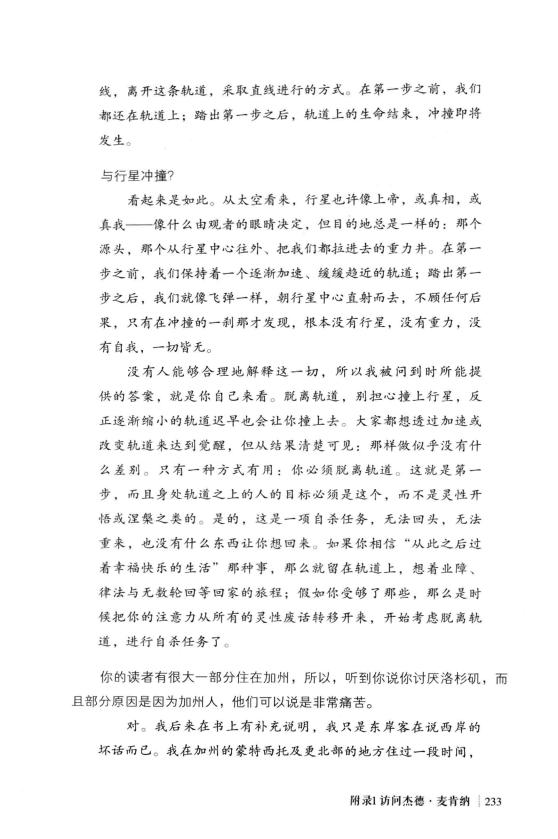 线，离开这条轨道，采取直线进行的方式。在第一步之前，我们
都还在轨道上；踏出第一步之后，轨道上的生命结束，冲撞即将
发生。
与行星冲撞？
看起来是如此。从太空看来，行星也许像上帝，或真相，或
真我——像什么由观者的眼睛决定，但目的地总是一样的：那个
源头，那个从行星中心往外、把我们都拉进去的重力井。在第一
步之前，我们保持着一个逐渐加速、缓缓趋近的轨道；踏出第一
步之后，我们就像飞弹一样，朝行星中心直射而去，不顾任何后
果，只有在冲撞的一刹那才发现，根本没有行星，没有重力，没
有自我，一切皆无。
没有人能够合理地解释这一切，所以我被问到时所能提
供的答案，就是你自己来看。脱离轨道，别担心撞上行星，反
正逐渐缩小的轨道迟早也会让你撞上去。大家都想透过加速或
改变轨道来达到觉醒，但从结果清楚可见：那样做似乎没有什
么差别。只有一种方式有用：你必须脱离轨道。这就是第一
步，而且身处轨道之上的人的目标必须是这个，而不是灵性开
悟或涅槃之类的。是的，这是一项自杀任务，无法回头，无法
重来，也没有什么东西让你想回来。如果你相信“从此之后过
着幸福快乐的生活”那种事，那么就留在轨道上，想着业障、
律法与无数轮回等回家的旅程；假如你受够了那些，那么是时
候把你的注意力从所有的灵性废话转移开来，开始考虑脱离轨
道，进行自杀任务了。
你的读者有很大一部分住在加州，所以，听到你说你讨厌洛杉矶，而
且部分原因是因为加州人，他们可以说是非常痛苦。
对。我后来在书上有补充说明，我只是东岸客在说西岸的
坏话而已。我在加州的蒙特西托及更北部的地方住过一段时间，
附录1 访问杰德·麦肯纳 | 233